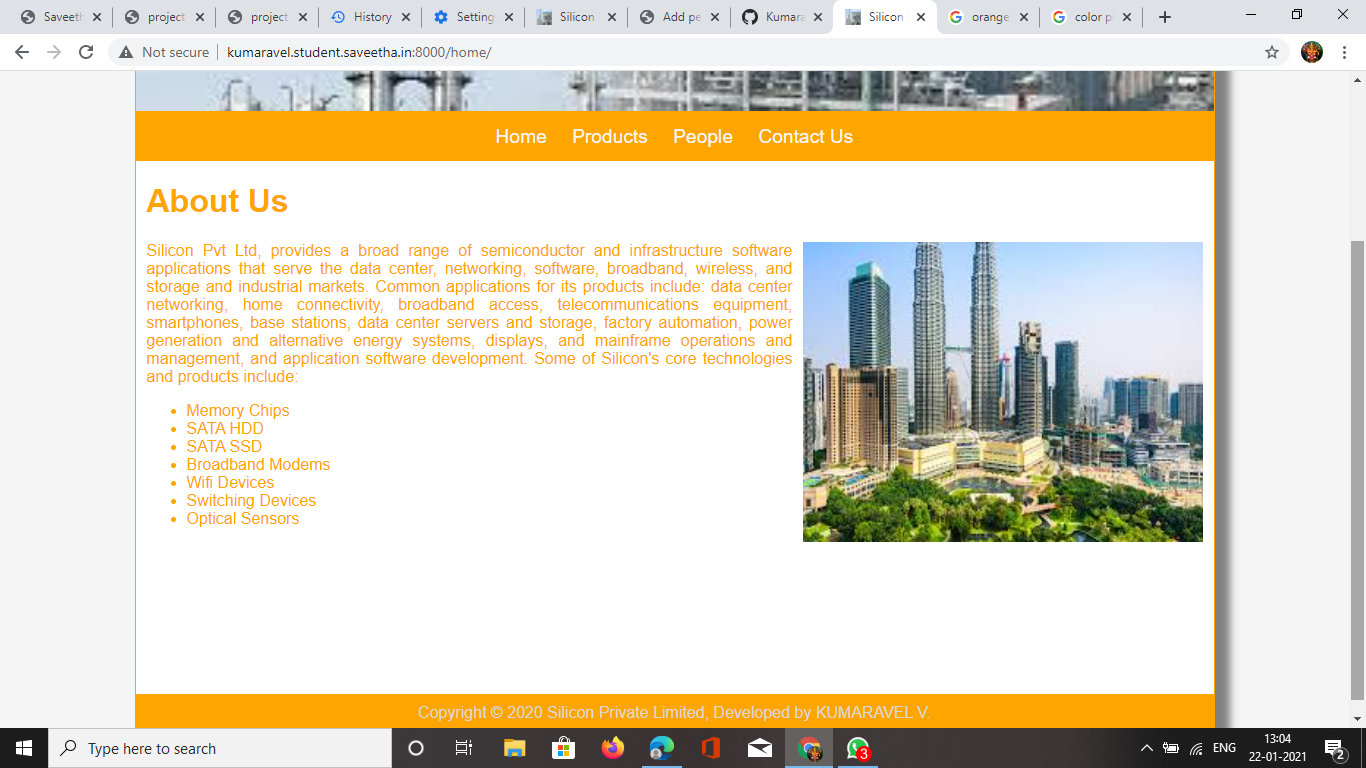 Saveeth
project
project
History
Setting
Silicon
Add pe
Kumara
Silicon
orange
color p
Not secure
kumaravel.student.saveetha.in:8000/home/
Home Products People Contact Us
About Us
Silicon Pvt Ltd, provides a broad range of semiconductor and infrastructure software
applications that serve the data center, networking, software, broadband, wireless, and
storage and industrial markets. Common applications for its products include: data center
networking, home connectivity, broadband access, telecommunications equipment,
smartphones, base stations, data center servers and storage, factory automation, power
generation and alternative energy systems, displays, and mainframe operations and
management, and application software development. Some of Silicon's core technologies
and products include:
• Memory Chips
• SATA HDD
• SATA SSD
• Broadband Modems
• Wifi Devices
• Switching Devices
• Optical Sensors
Copyright © 2020 Silicon Private Limited, Developed by KUMARAVEL V.
Type here to search
3
ENG
13:04
22-01-2021
2